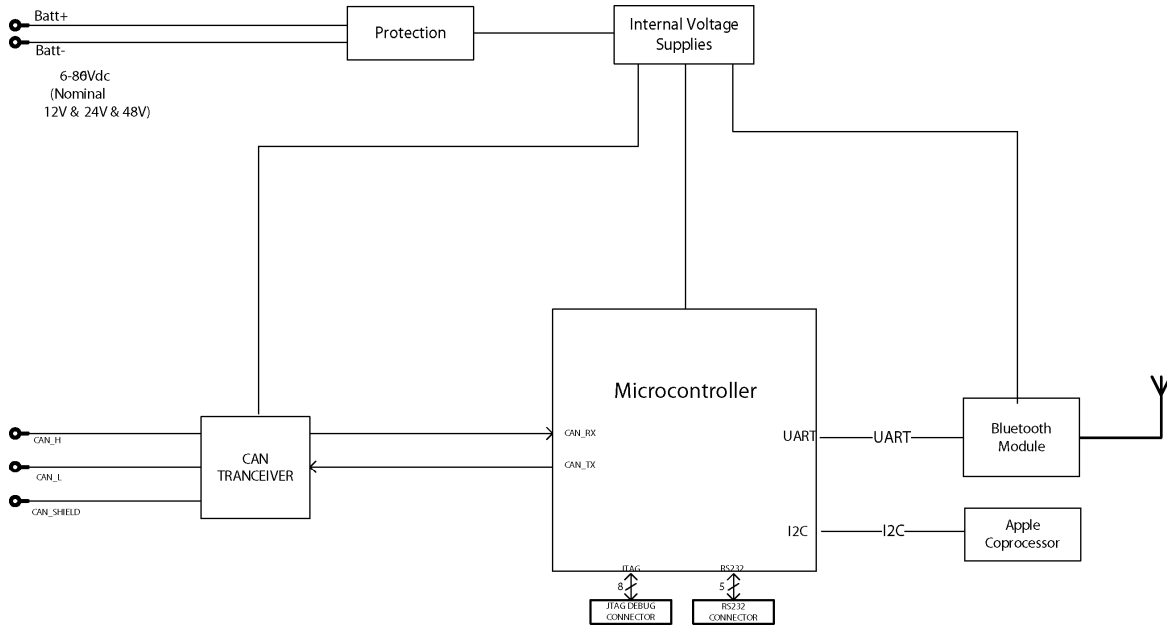 Batt+
Batt-
6-80Vdc
(Nominal
12V & 24V & 48V)
Protection
Internal Voltage
Supplies
Microcontroller
CAN_H
CAN_L
CAN_SHIELD
CAN
TRANCEIVER
CAN_RX
CAN_TX
UART
UART
Bluetooth
Module
I2C
I2C
Apple
Coprocessor
JTAG
RS232
8
5
JTAG DEBUG
CONNECTOR
RS232
CONNECTOR